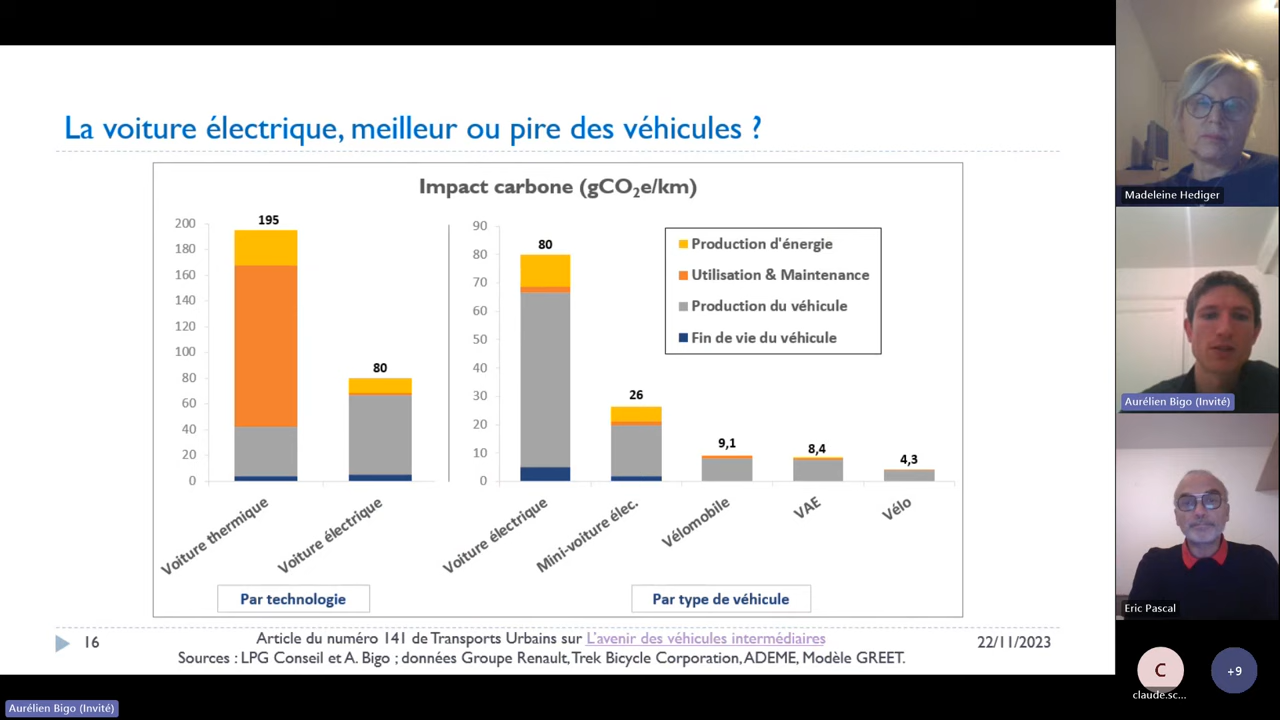 La voiture électrique, meilleur ou pire des véhicules ?
Impact carbone (gCO₂e/km)
200
180
160
140
120
100
80
60
40
20
0
195
80
Voiture thermique
Voiture électrique
Par technologie
90
80
70
60
50
40
30
20
10
0
80
26
9,1
8,4
4,3
Production d'énergie
Utilisation & Maintenance
Production du véhicule
Fin de vie du véhicule
Voiture électrique
Mini-voiture élec.
Vélomobile
VAE
Vélo
Par type de véhicule
16
Article du numéro 141 de Transports Urbains sur L'avenir des véhicules intermédiaires
22/11/2023
Sources : LPG Conseil et A. Bigo ; données Groupe Renault, Trek Bicycle Corporation, ADEME, Modèle GREET.
Madeleine Hediger
Aurélien Bigo (Invité)
Eric Pascal
C
claude.sc...
+9
Aurélien Bigo (Invité)